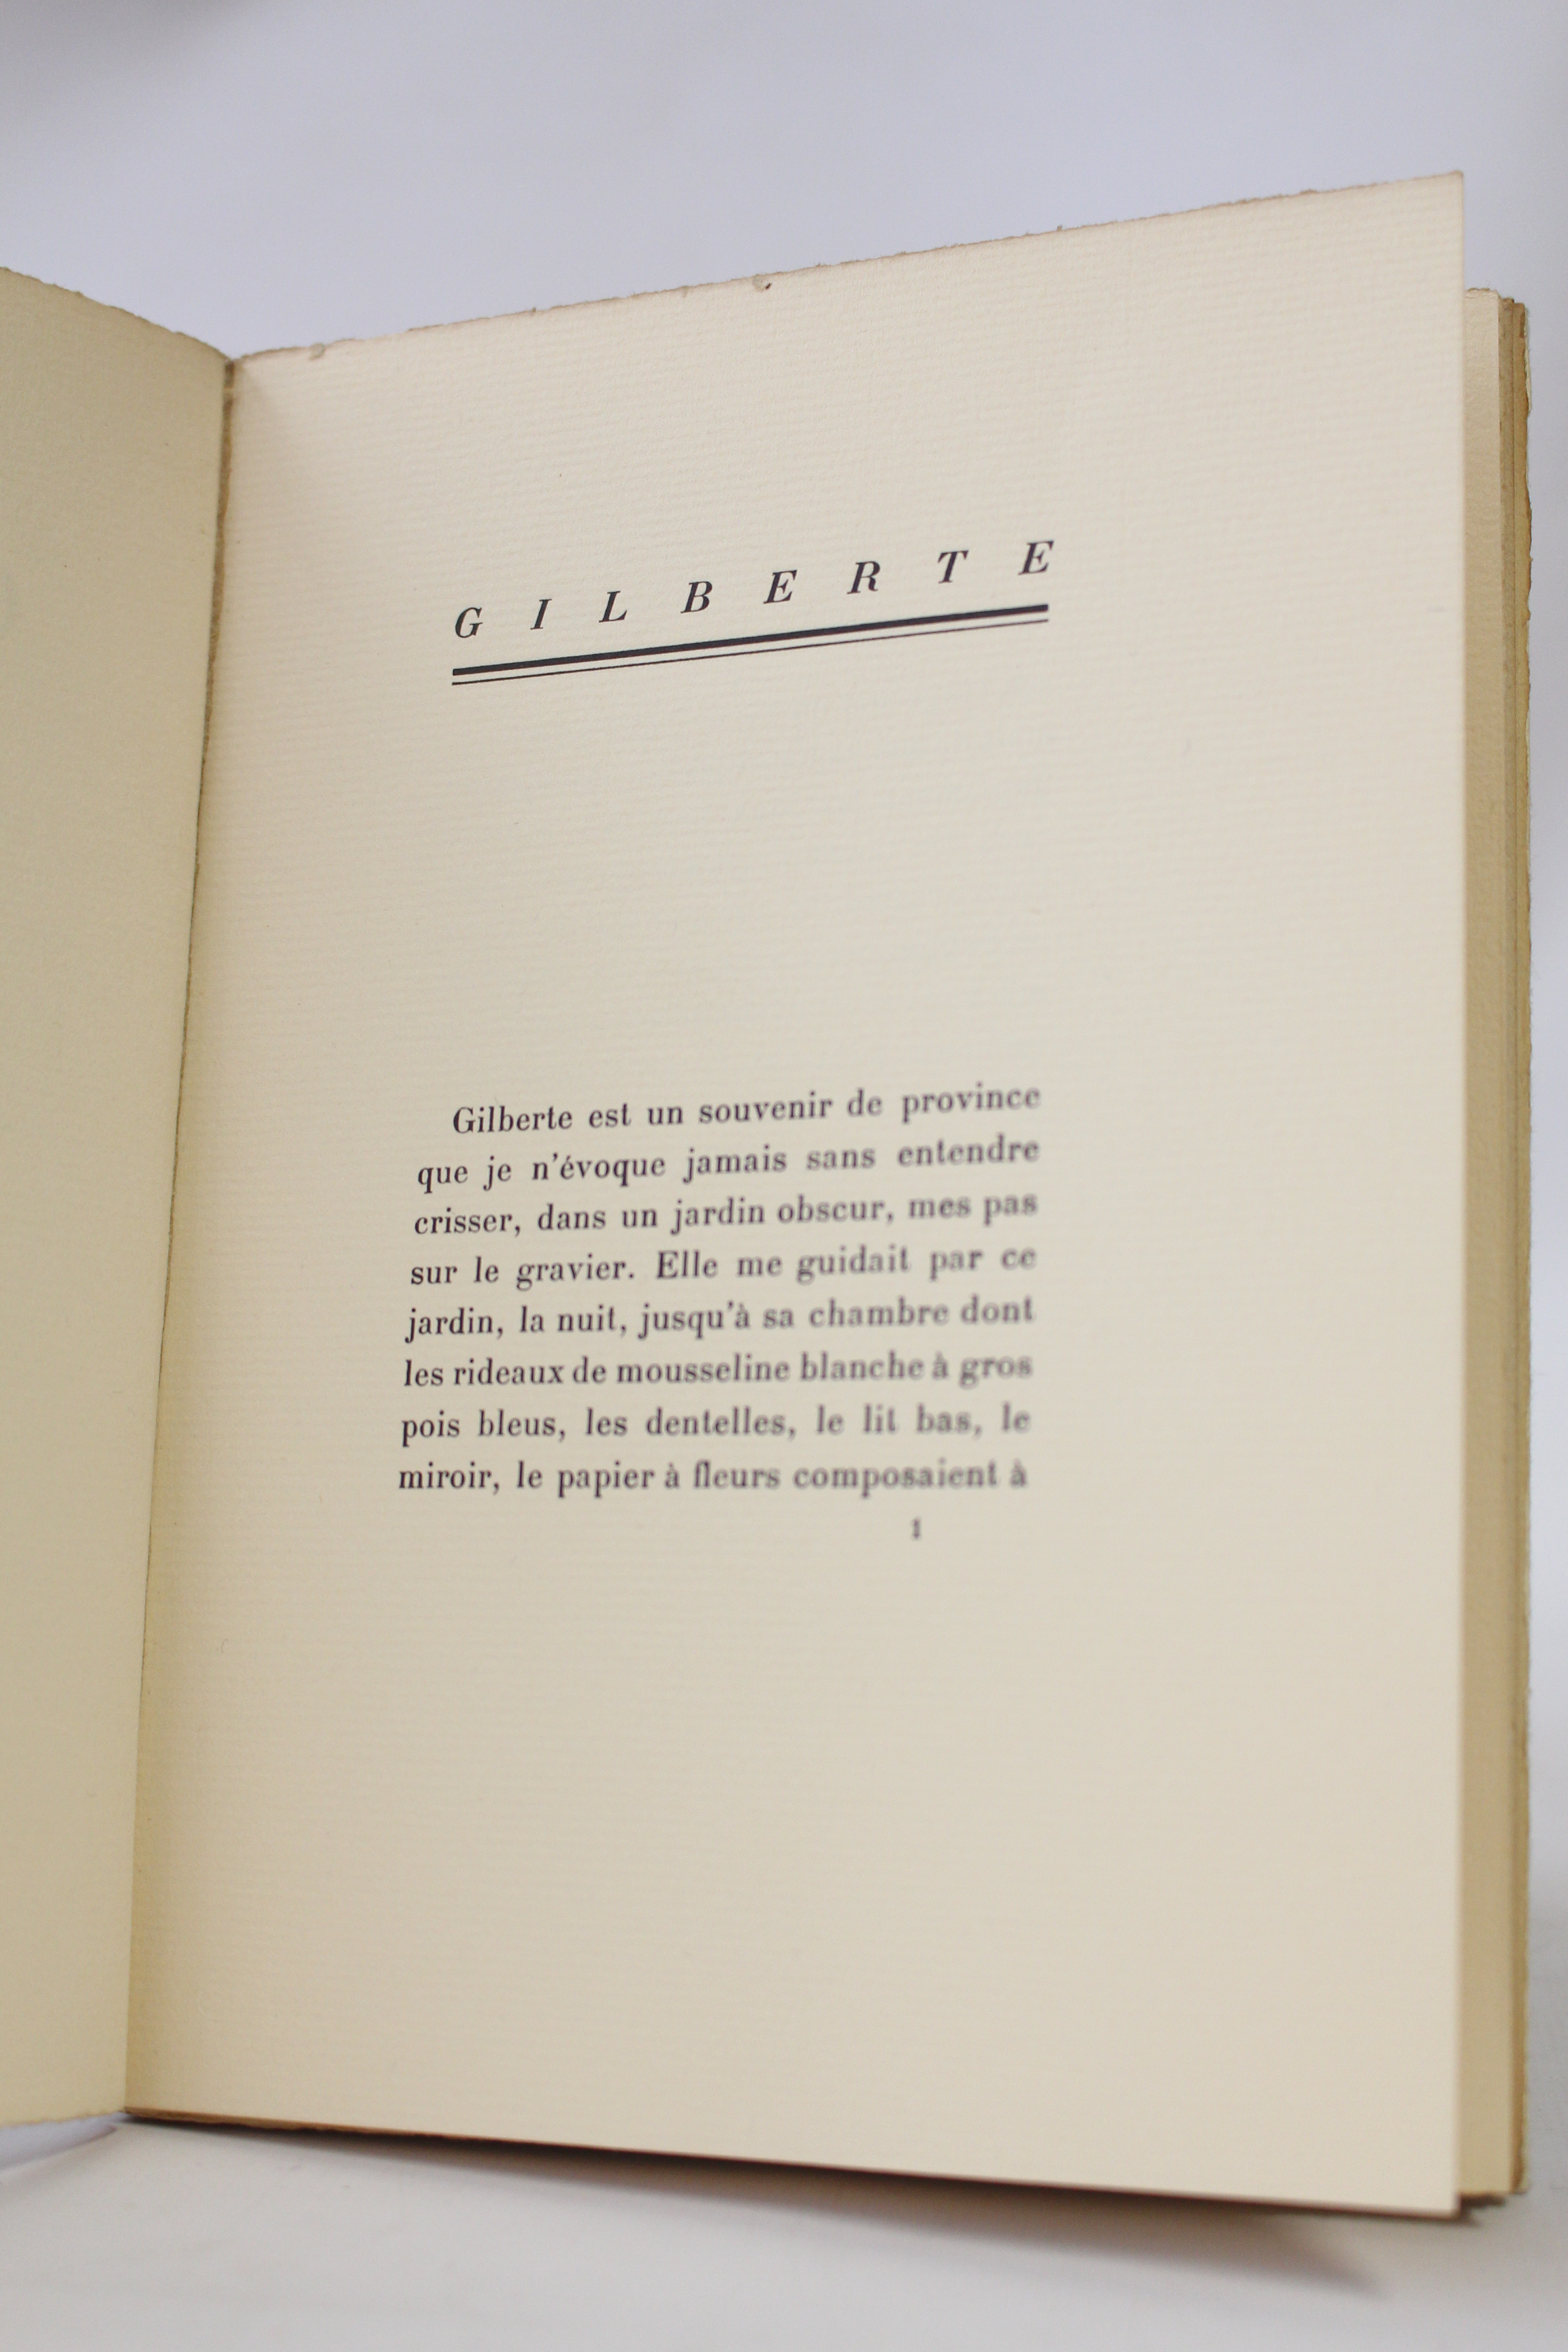 GILBERTE
Gilberte est un souvenir de province
que je n'évoque jamais sans entendre
crisser, dans un jardin obscur, mes pas
sur le gravier. Elle me guidait par ce
jardin, la nuit, jusqu'à sa chambre dont
les rideaux de mousseline blanche à gros
pois bleus, les dentelles, le lit bas, le
miroir, le papier à fleurs composaient à
1